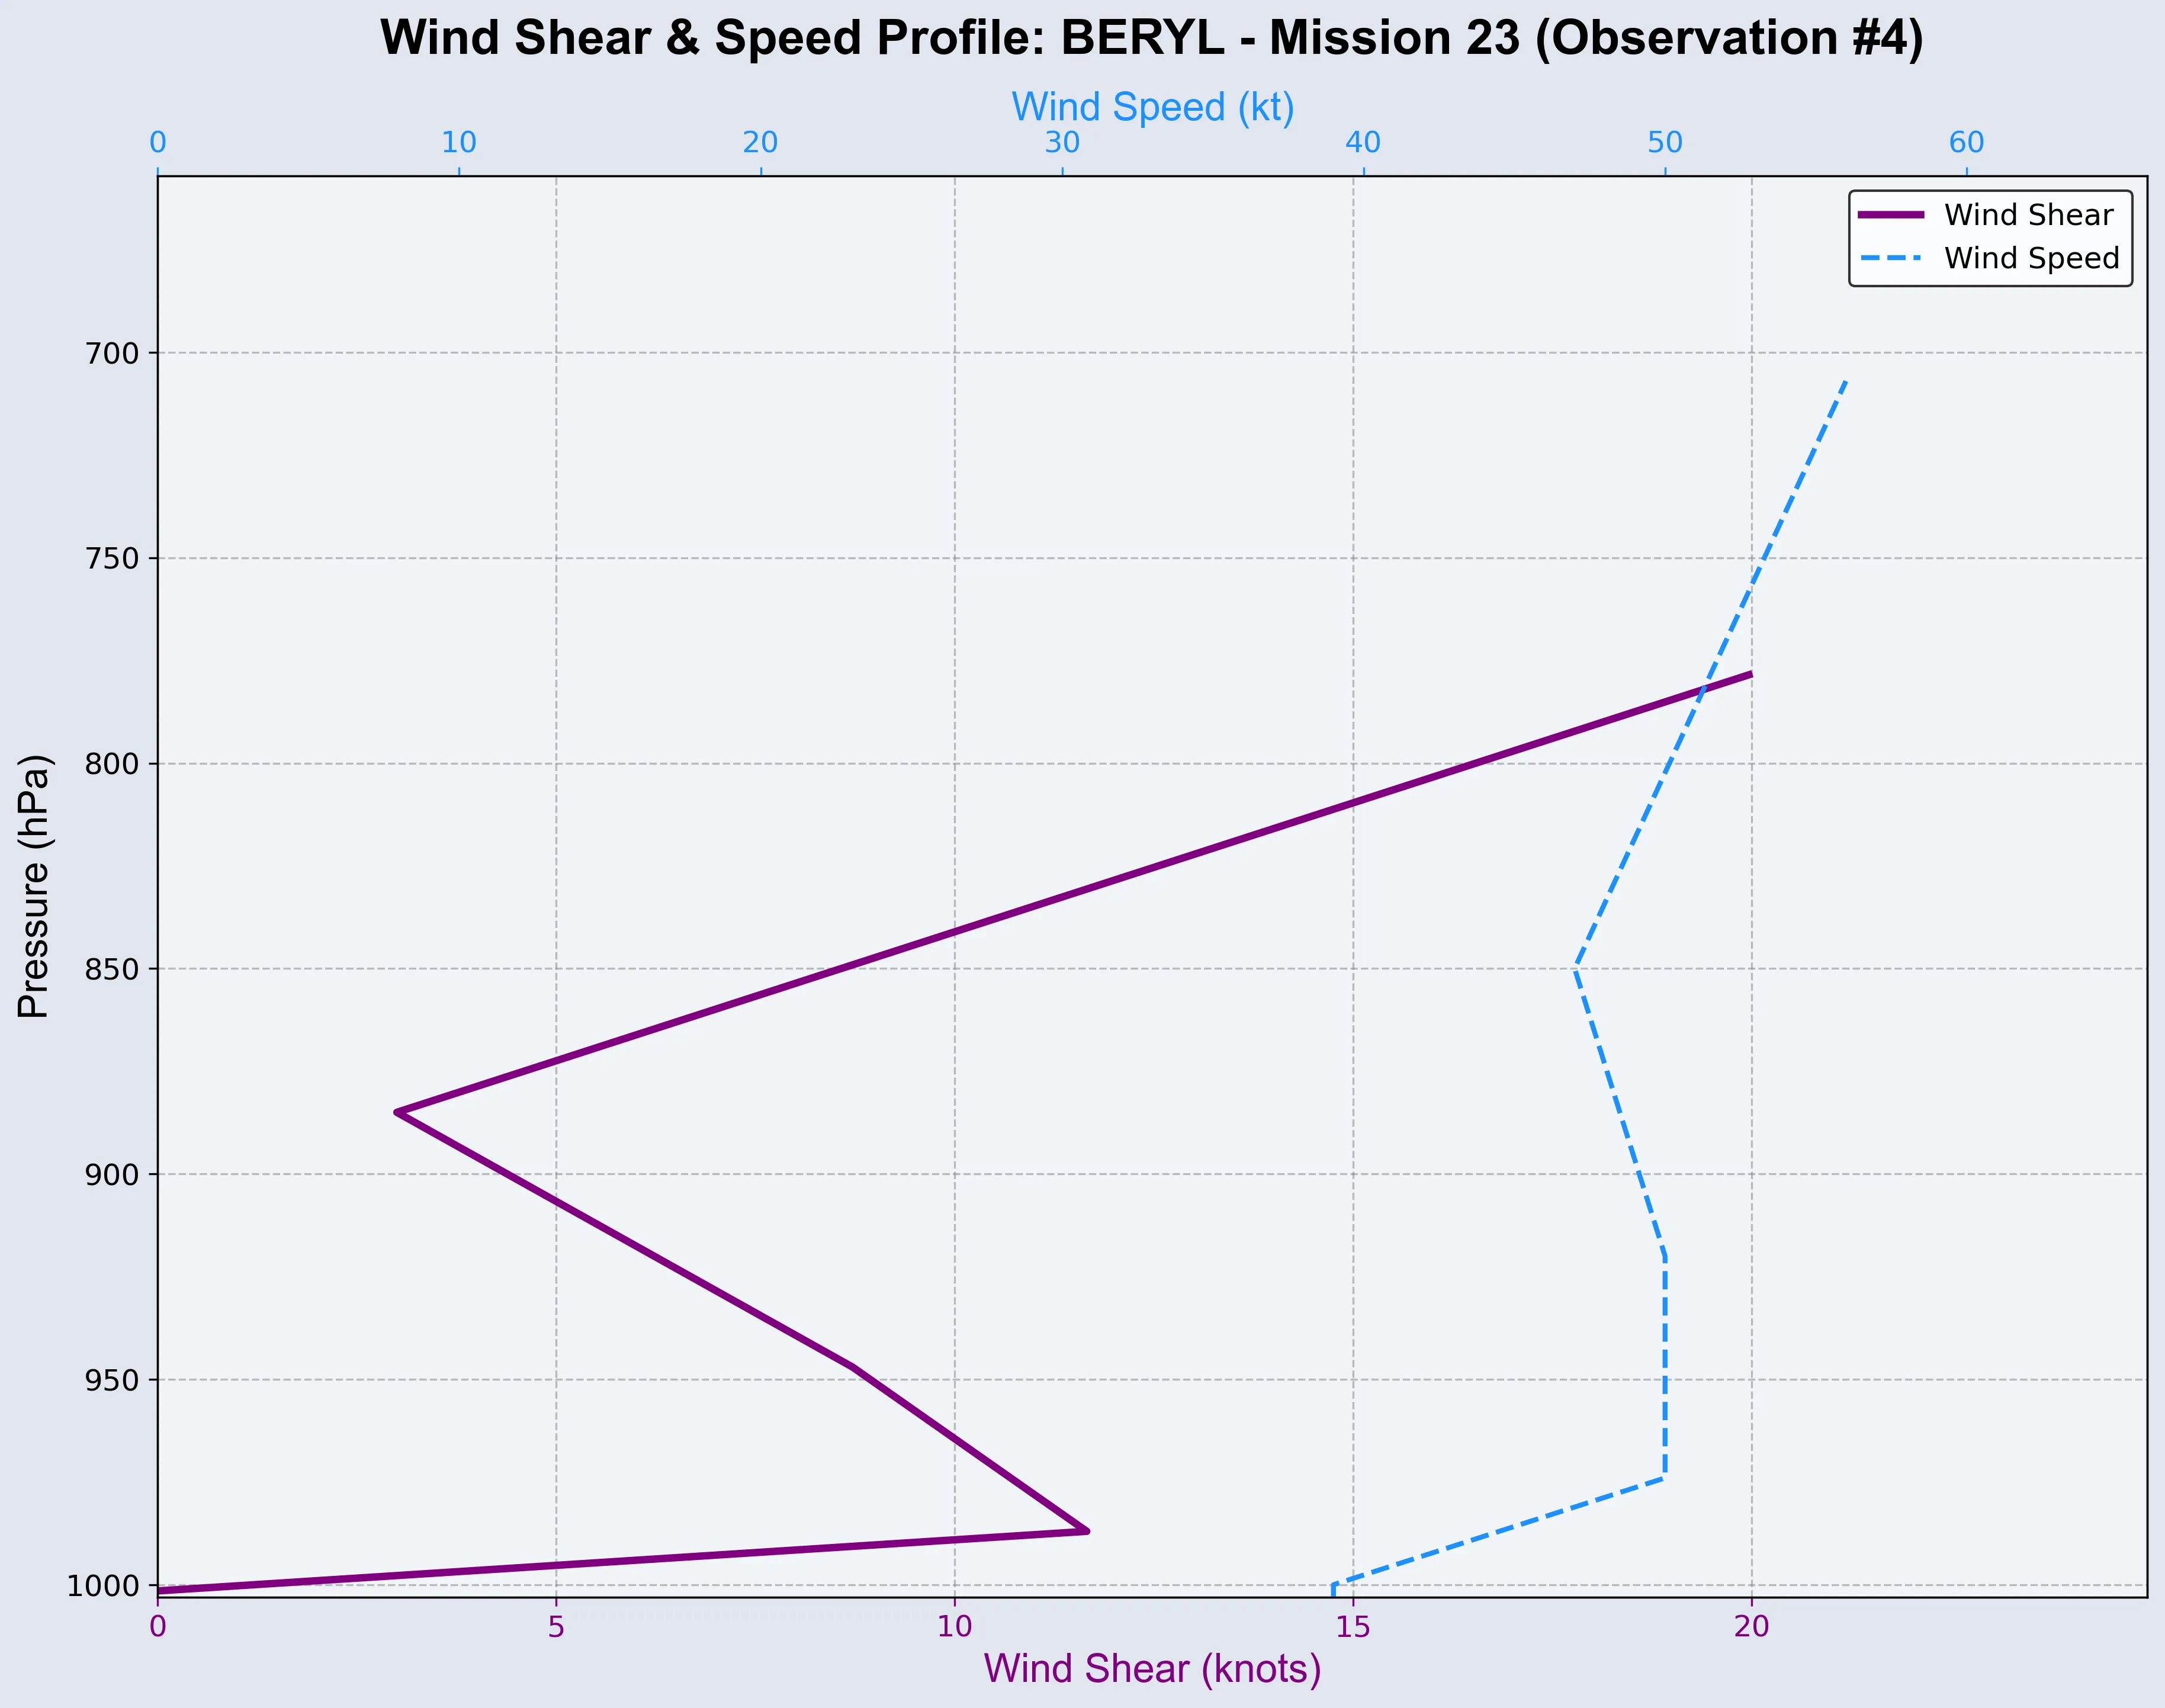 Wind Shear & Speed Profile: BERYL - Mission 23 (Observation #4)
Wind Speed (kt)
0 10 20 30 40 50 60
Wind Shear
Wind Speed
700
750
800
850
900
950
1000
Pressure (hPa)
0 5 10 15 20
Wind Shear (knots)